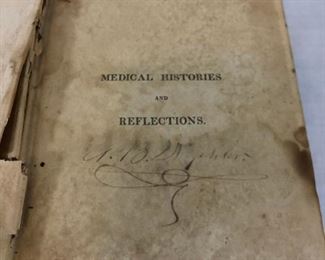 MEDICAL HISTORIES
AND
REFLECTIONS.